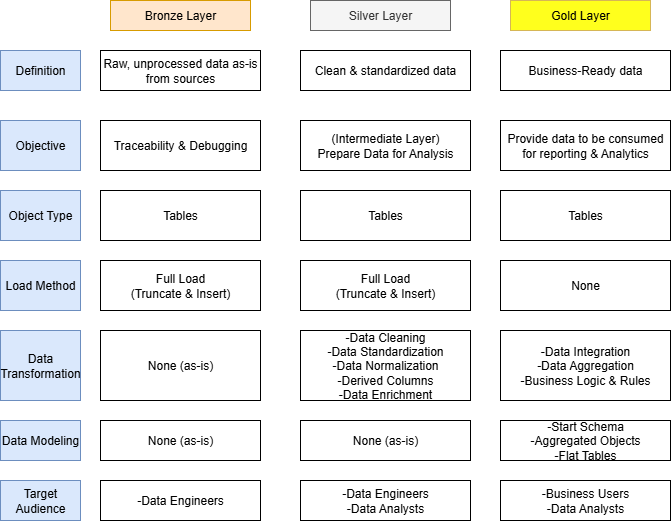 Bronze Layer
Silver Layer
Gold Layer
Definition
Raw, unprocessed data as-is
from sources
Clean & standardized data
Business-Ready data
Objective
Traceability & Debugging
(Intermediate Layer)
Prepare Data for Analysis
Provide data to be consumed
for reporting & Analytics
Object Type
Tables
Tables
Tables
Load Method
Full Load
(Truncate & Insert)
Full Load
(Truncate & Insert)
None
Data
Transformation
None (as-is)
-Data Cleaning
-Data Standardization
-Data Normalization
-Derived Columns
-Data Enrichment
-Data Integration
-Data Aggregation
-Business Logic & Rules
Data Modeling
None (as-is)
None (as-is)
-Start Schema
-Aggregated Objects
-Flat Tables
Target
Audience
-Data Engineers
-Data Engineers
-Data Analysts
-Business Users
-Data Analysts